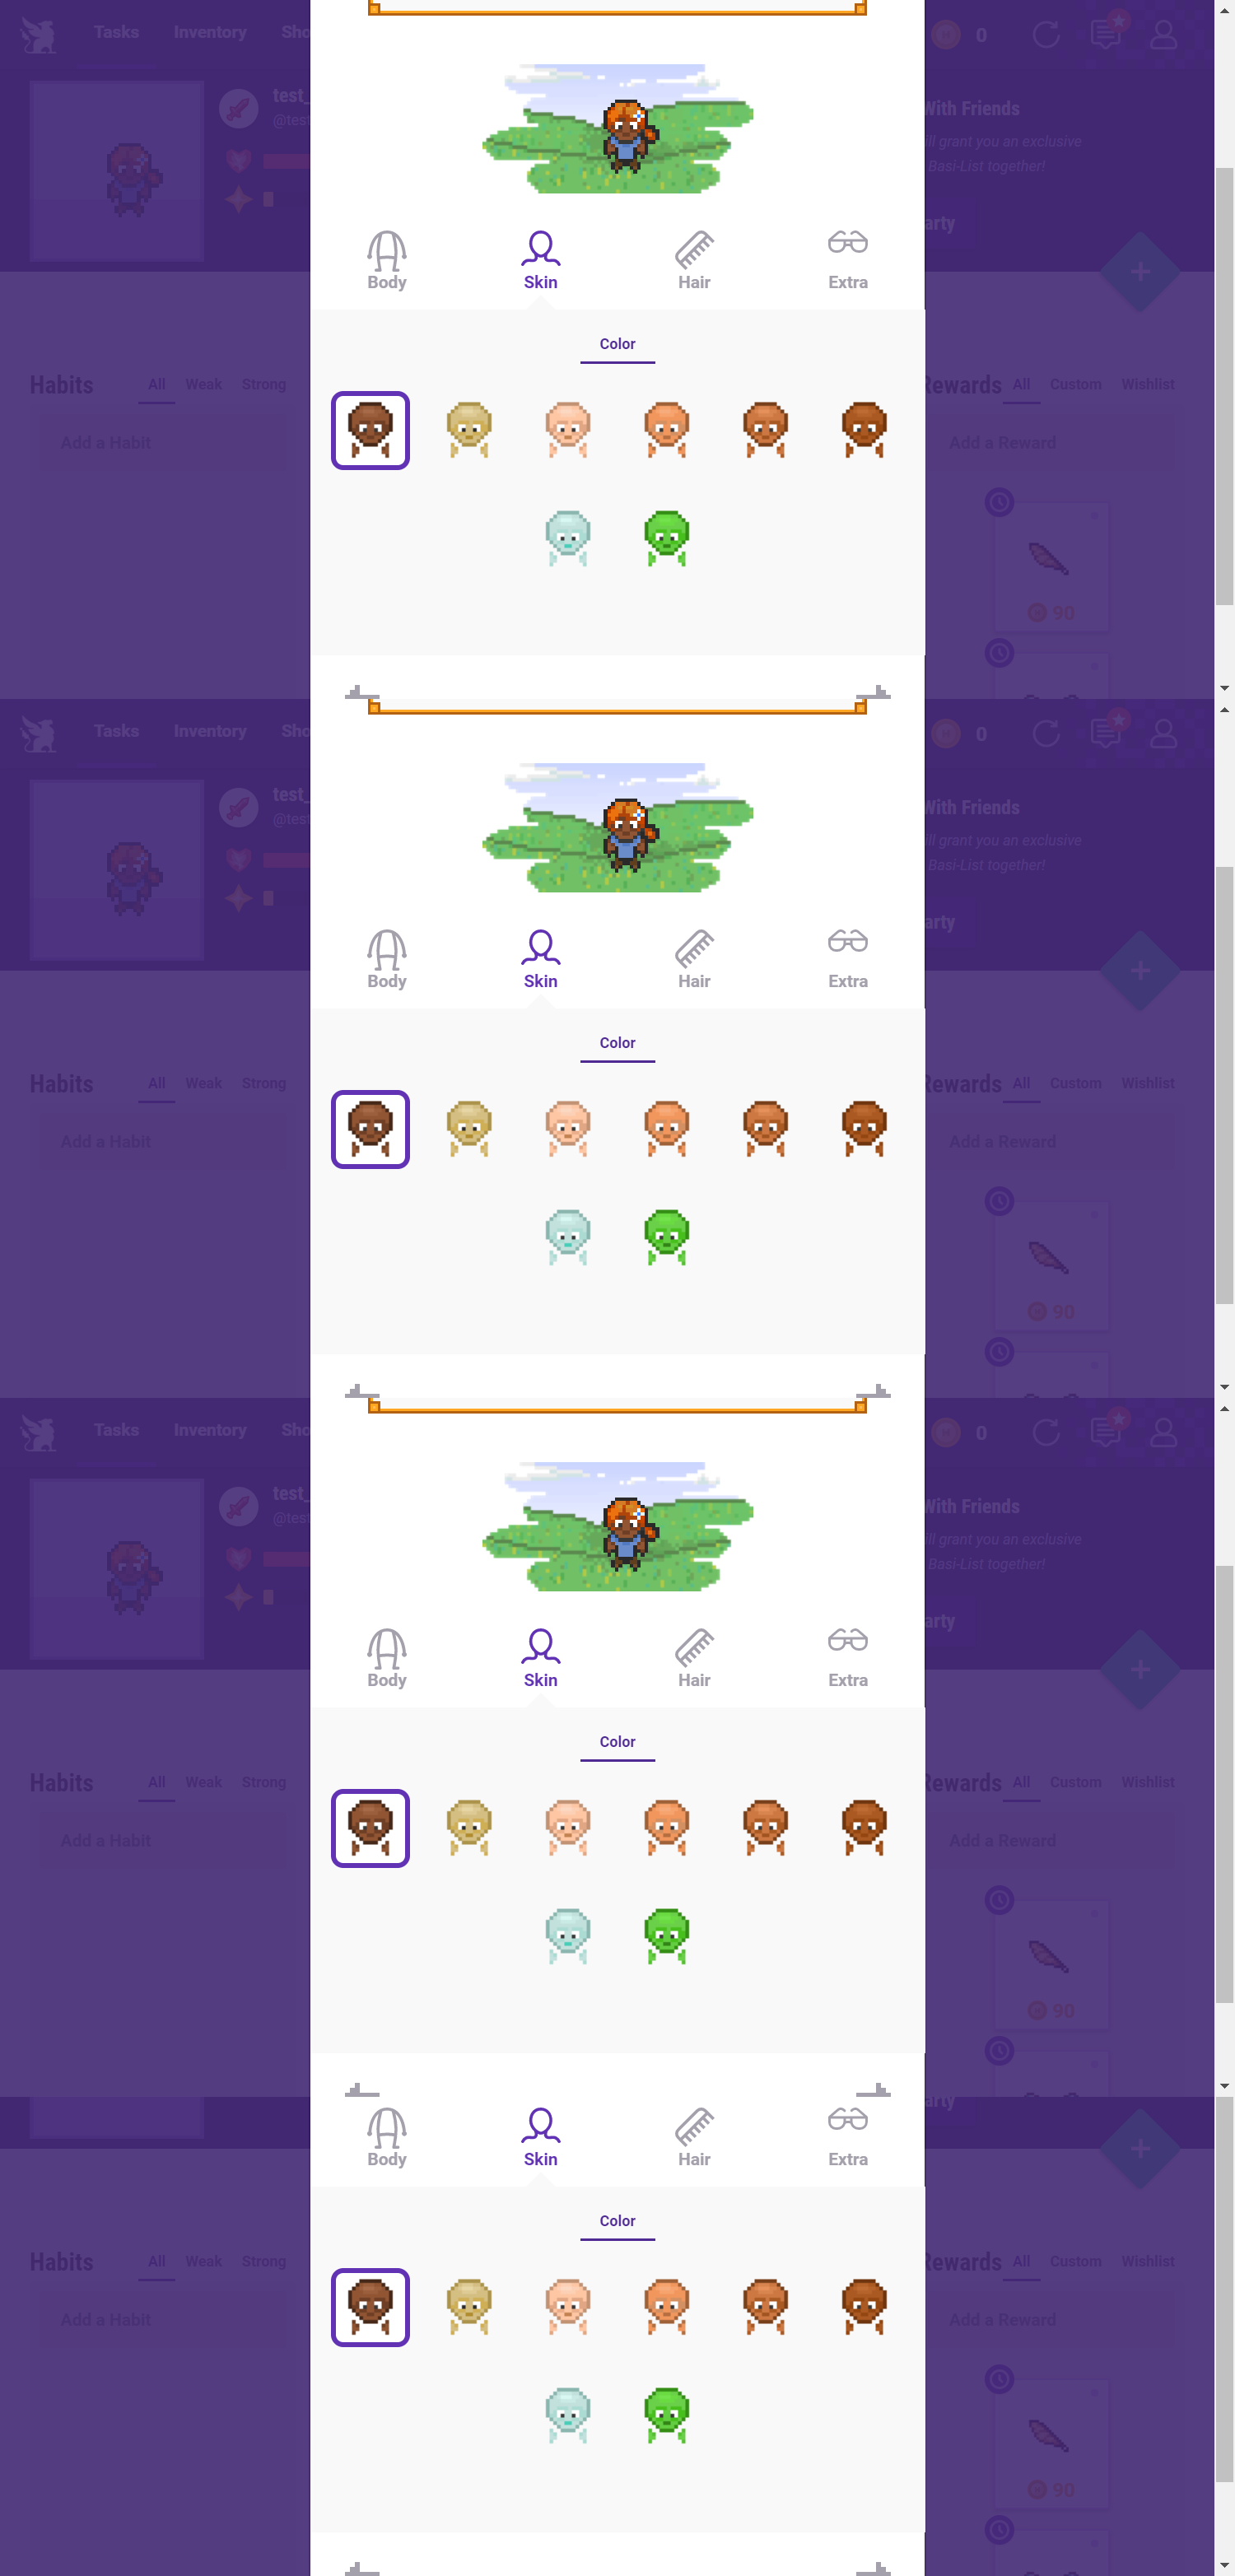 Tasks
Inventory
Sho
0
test_
@test
With Friends
ill grant you an exclusive
Basi-List together!
arty
Body
Skin
Hair
Extra
Color
Habits
All
Weak
Strong
Add a Habit
Rewards
All
Custom
Wishlist
Add a Reward
90
Tasks
Inventory
Sho
0
test_
@test
With Friends
ill grant you an exclusive
Basi-List together!
arty
Body
Skin
Hair
Extra
Color
Habits
All
Weak
Strong
Add a Habit
Rewards
All
Custom
Wishlist
Add a Reward
90
Tasks
Inventory
Sho
0
test_
@test
With Friends
ill grant you an exclusive
Basi-List together!
arty
Body
Skin
Hair
Extra
Color
Habits
All
Weak
Strong
Add a Habit
Rewards
All
Custom
Wishlist
Add a Reward
90
arty
Body
Skin
Hair
Extra
Color
Habits
All
Weak
Strong
Add a Habit
Rewards
All
Custom
Wishlist
Add a Reward
90